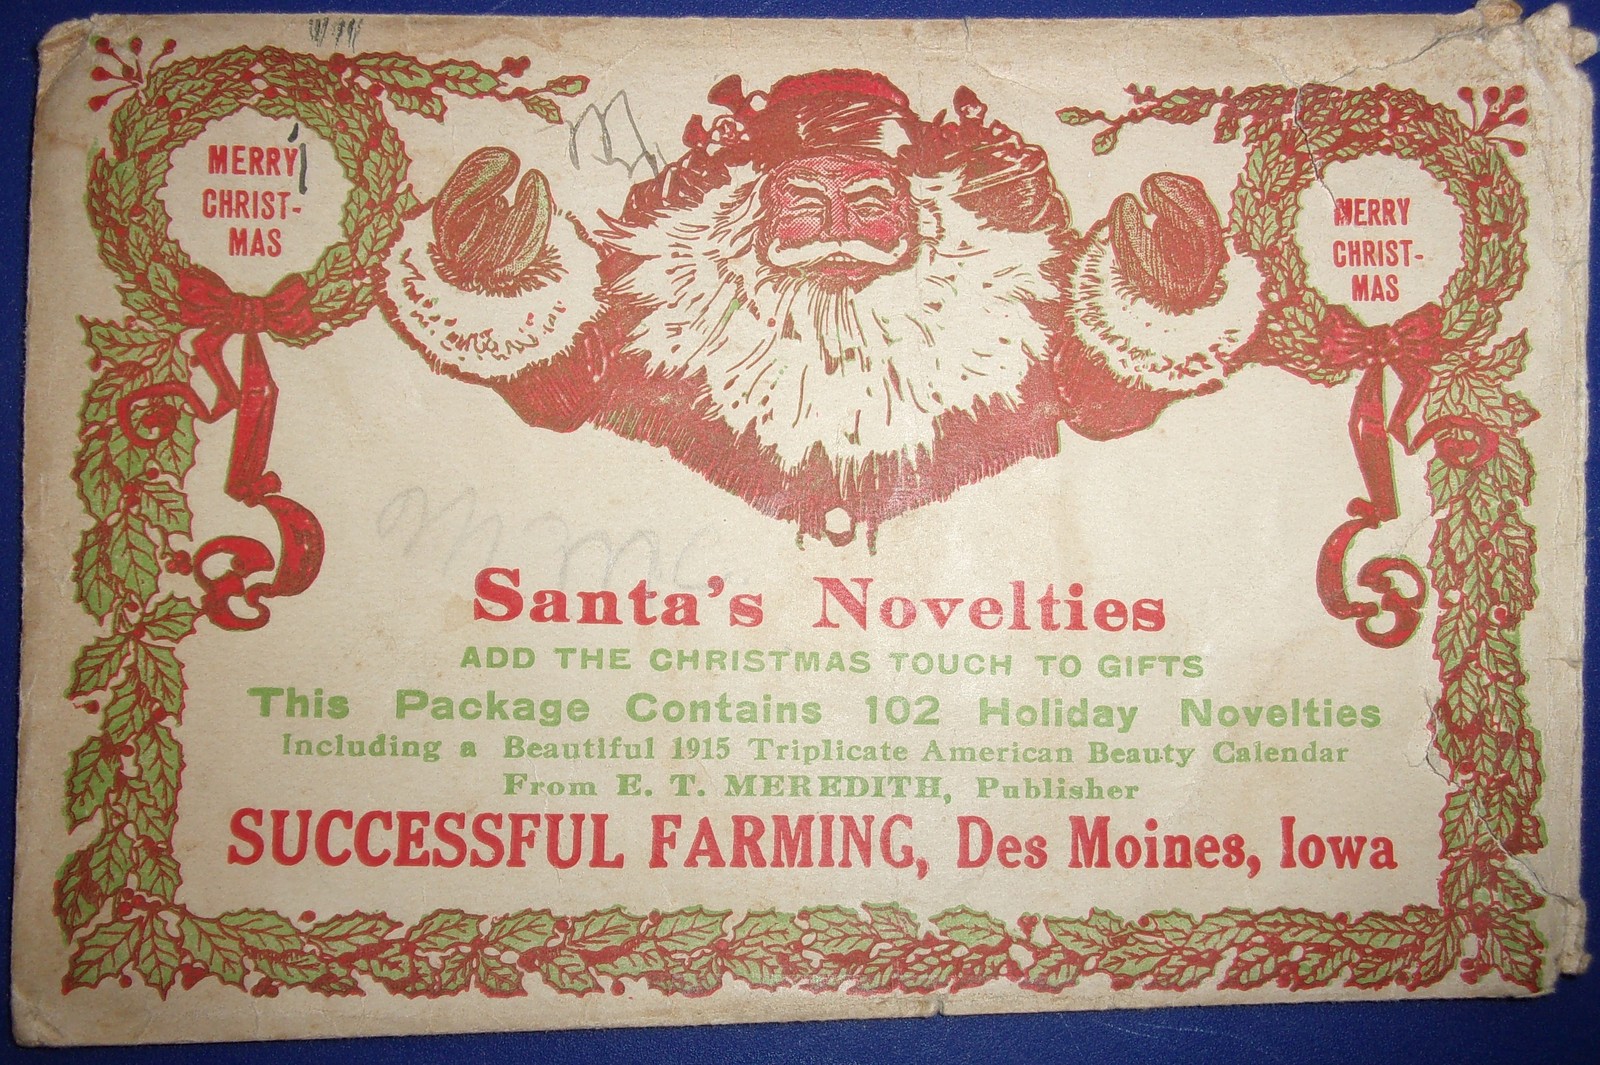 MERRY
CHRIST-
MAS
MERRY
CHRIST-
MAS
Santa's Novelties
ADD THE CHRISTMAS TOUCH TO GIFTS
This Package Contains 102 Holiday Novelties
Including a Beautiful 1915 Triplicate American Beauty Calendar
From E. T. MEREDITH, Publisher
SUCCESSFUL FARMING, Des Moines, Iowa